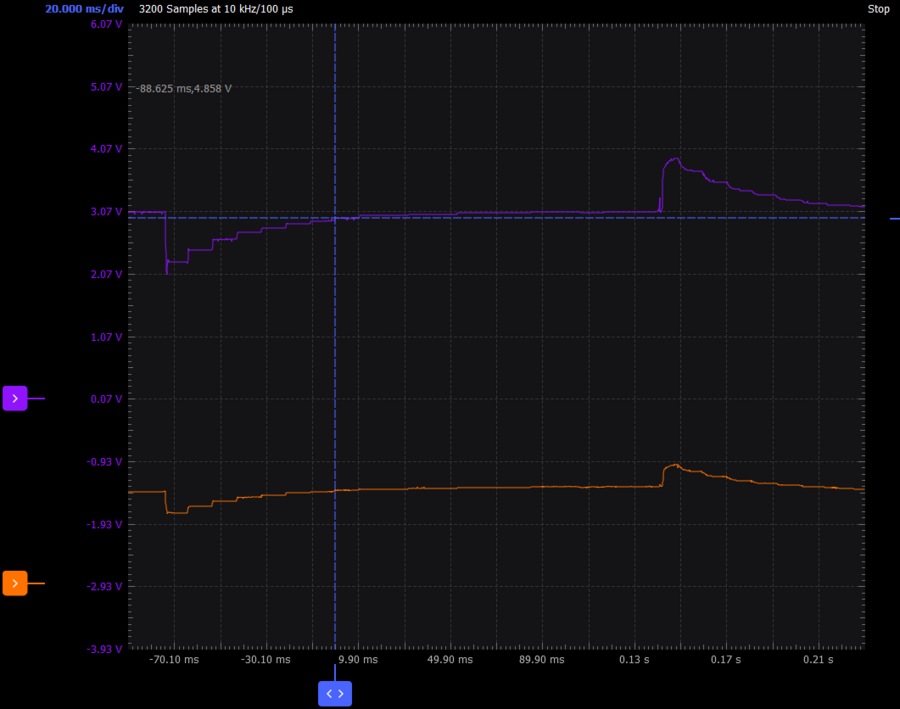 20.000 ms/div 3200 Samples at 10 kHz/100 µs Stop
6.07 V
5.07 V
-88.625 ms,4.858 V
4.07 V
3.07 V
2.07 V
1.07 V
0.07 V
-0.93 V
-1.93 V
-2.93 V
-3.93 V
-70.10 ms -30.10 ms 9.90 ms 49.90 ms 89.90 ms 0.13 s 0.17 s 0.21 s